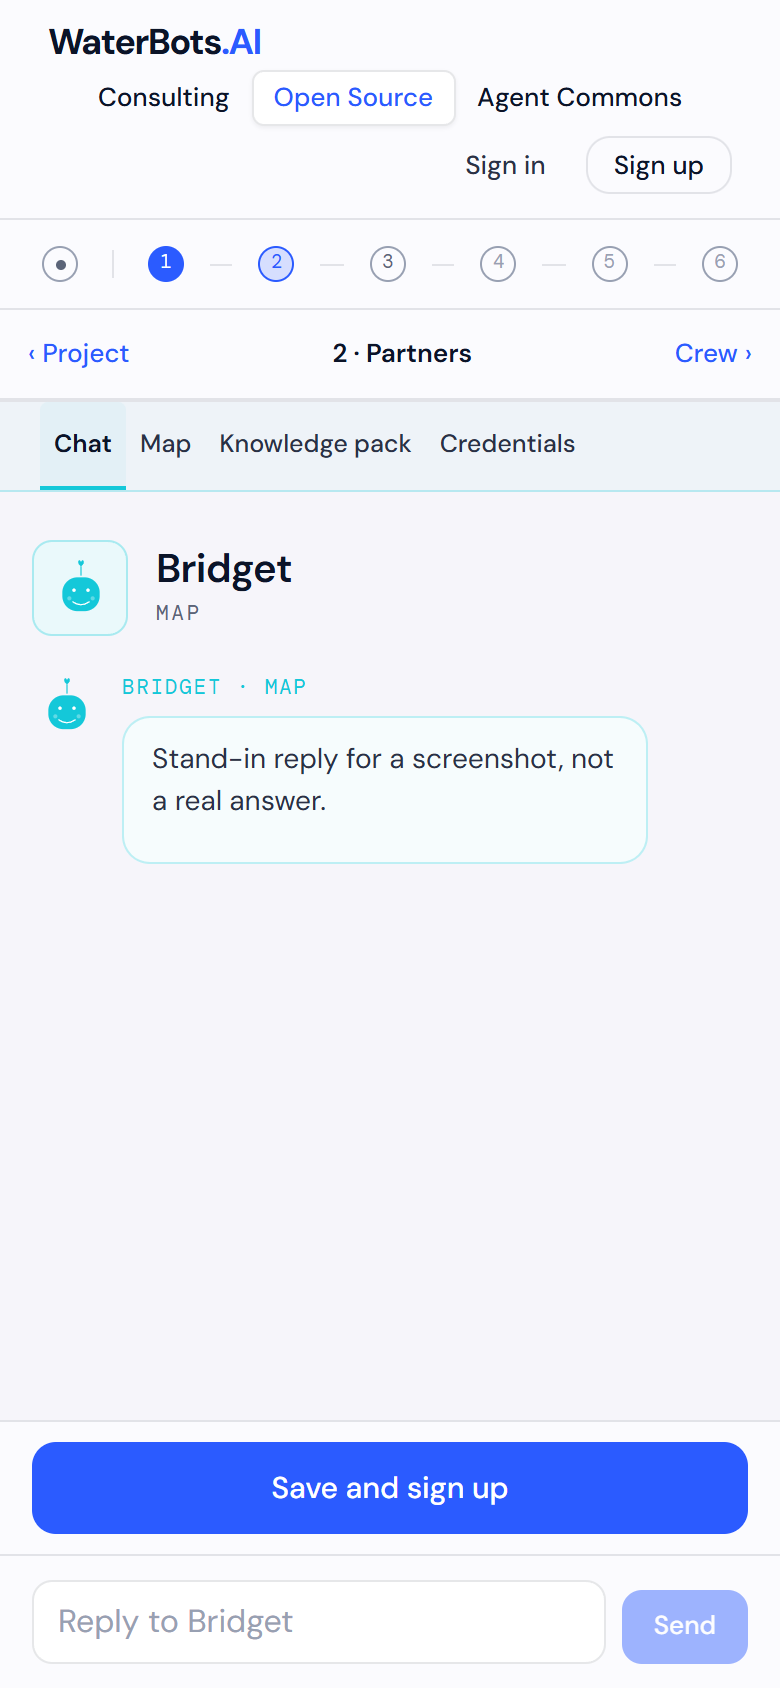 WaterBots.AI
Consulting Open Source Agent Commons
Sign in Sign up
1 2 3 4 5 6
‹ Project 2 · Partners Crew ›
Chat Map Knowledge pack Credentials
Bridget
MAP
BRIDGET · MAP
Stand-in reply for a screenshot, not
a real answer.
Save and sign up
Reply to Bridget Send